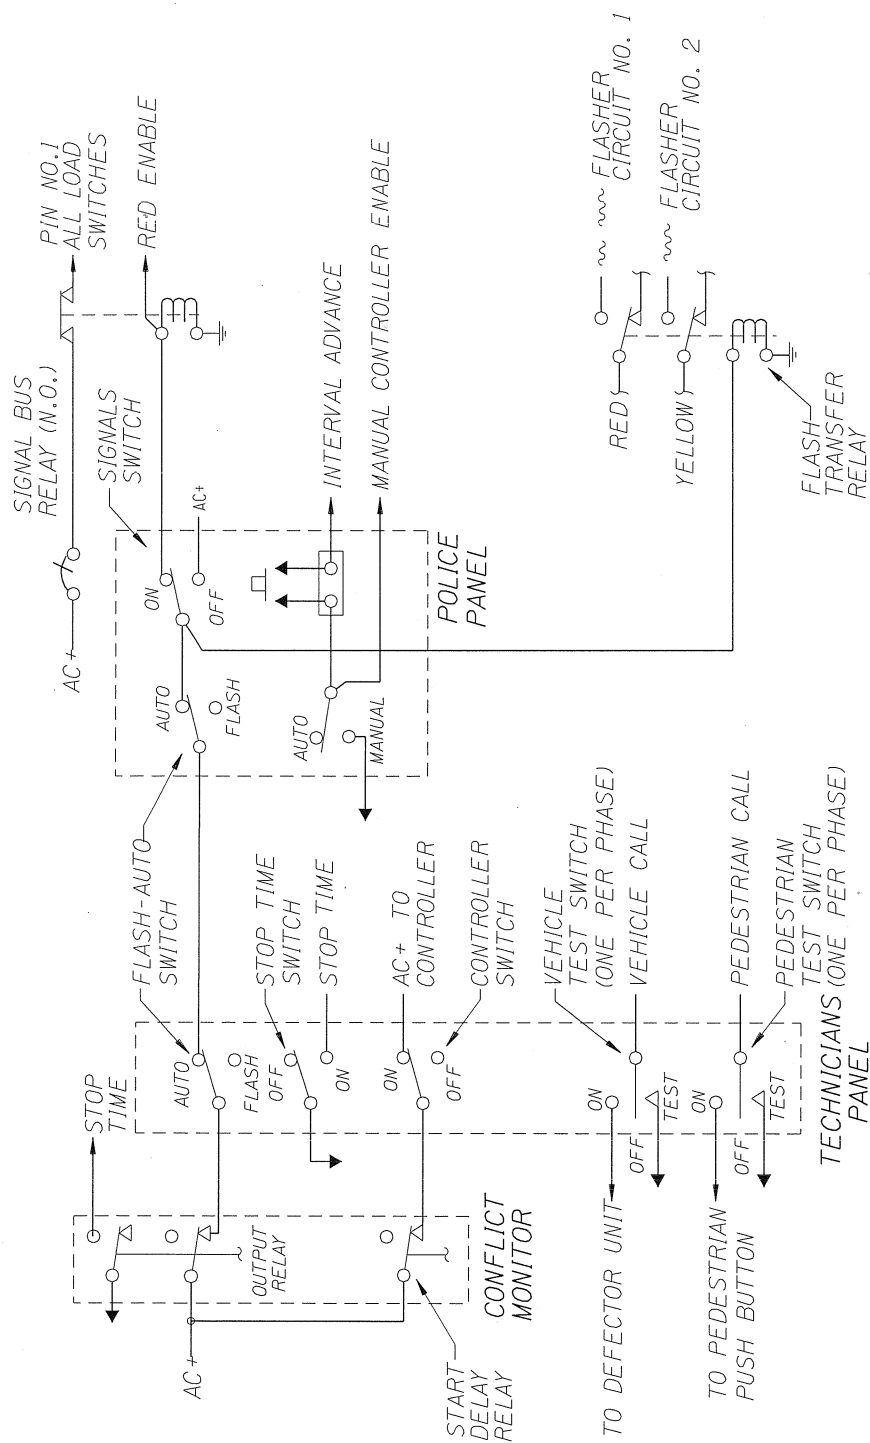 AC+
STOP
TIME
OUTPUT
RELAY
START
DELAY
RELAY
CONFLICT
MONITOR
FLASH-AUTO
SWITCH
AUTO
FLASH
STOP TIME
SWITCH
OFF
ON
STOP TIME
AC+ TO
CONTROLLER
ON
OFF
CONTROLLER
SWITCH
TO DEFECTOR UNIT
ON
OFF
TEST
VEHICLE
TEST SWITCH
(ONE PER PHASE)
VEHICLE CALL
TO PEDESTRIAN
PUSH BUTTON
ON
OFF
TEST
PEDESTRIAN CALL
PEDESTRIAN
TEST SWITCH
(ONE PER PHASE)
TECHNICIANS
PANEL
AC+
SIGNAL BUS
RELAY (N.O.)
PIN NO.1
ALL LOAD
SWITCHES
RED ENABLE
SIGNALS
SWITCH
AUTO
FLASH
ON
OFF
AC+
AUTO
MANUAL
INTERVAL ADVANCE
MANUAL CONTROLLER ENABLE
POLICE
PANEL
RED
FLASHER
CIRCUIT NO. 1
YELLOW
FLASHER
CIRCUIT NO. 2
FLASH
TRANSFER
RELAY